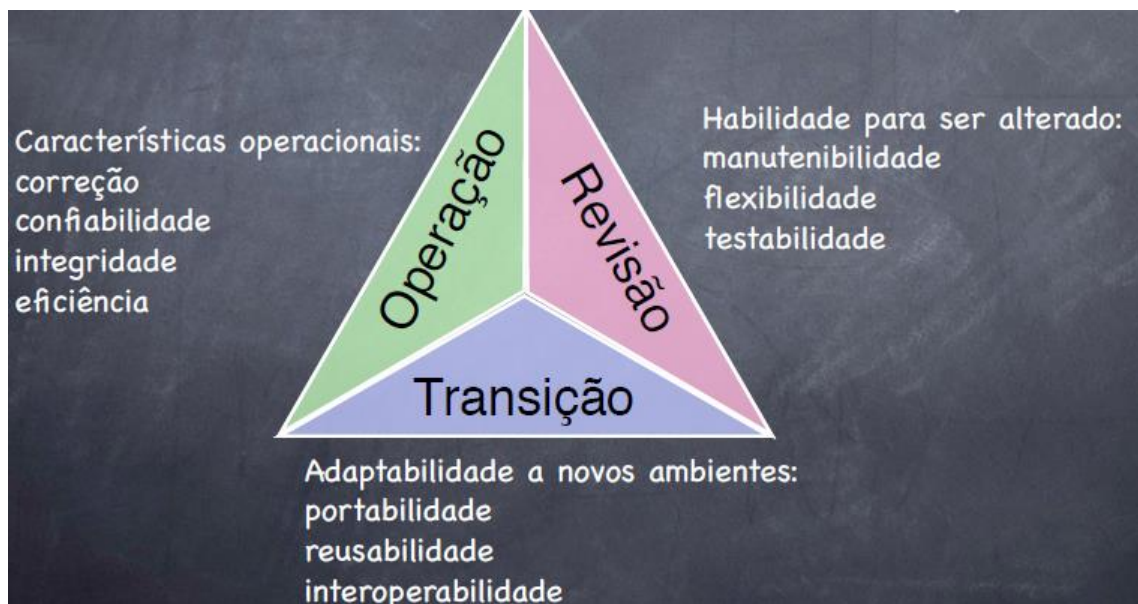 Características operacionais:
correção
confiabilidade
integridade
eficiência
Operação
Revisão
Habilidade para ser alterado:
manutenibilidade
flexibilidade
testabilidade
Transição
Adaptabilidade a novos ambientes:
portabilidade
reusabilidade
interoperabilidade